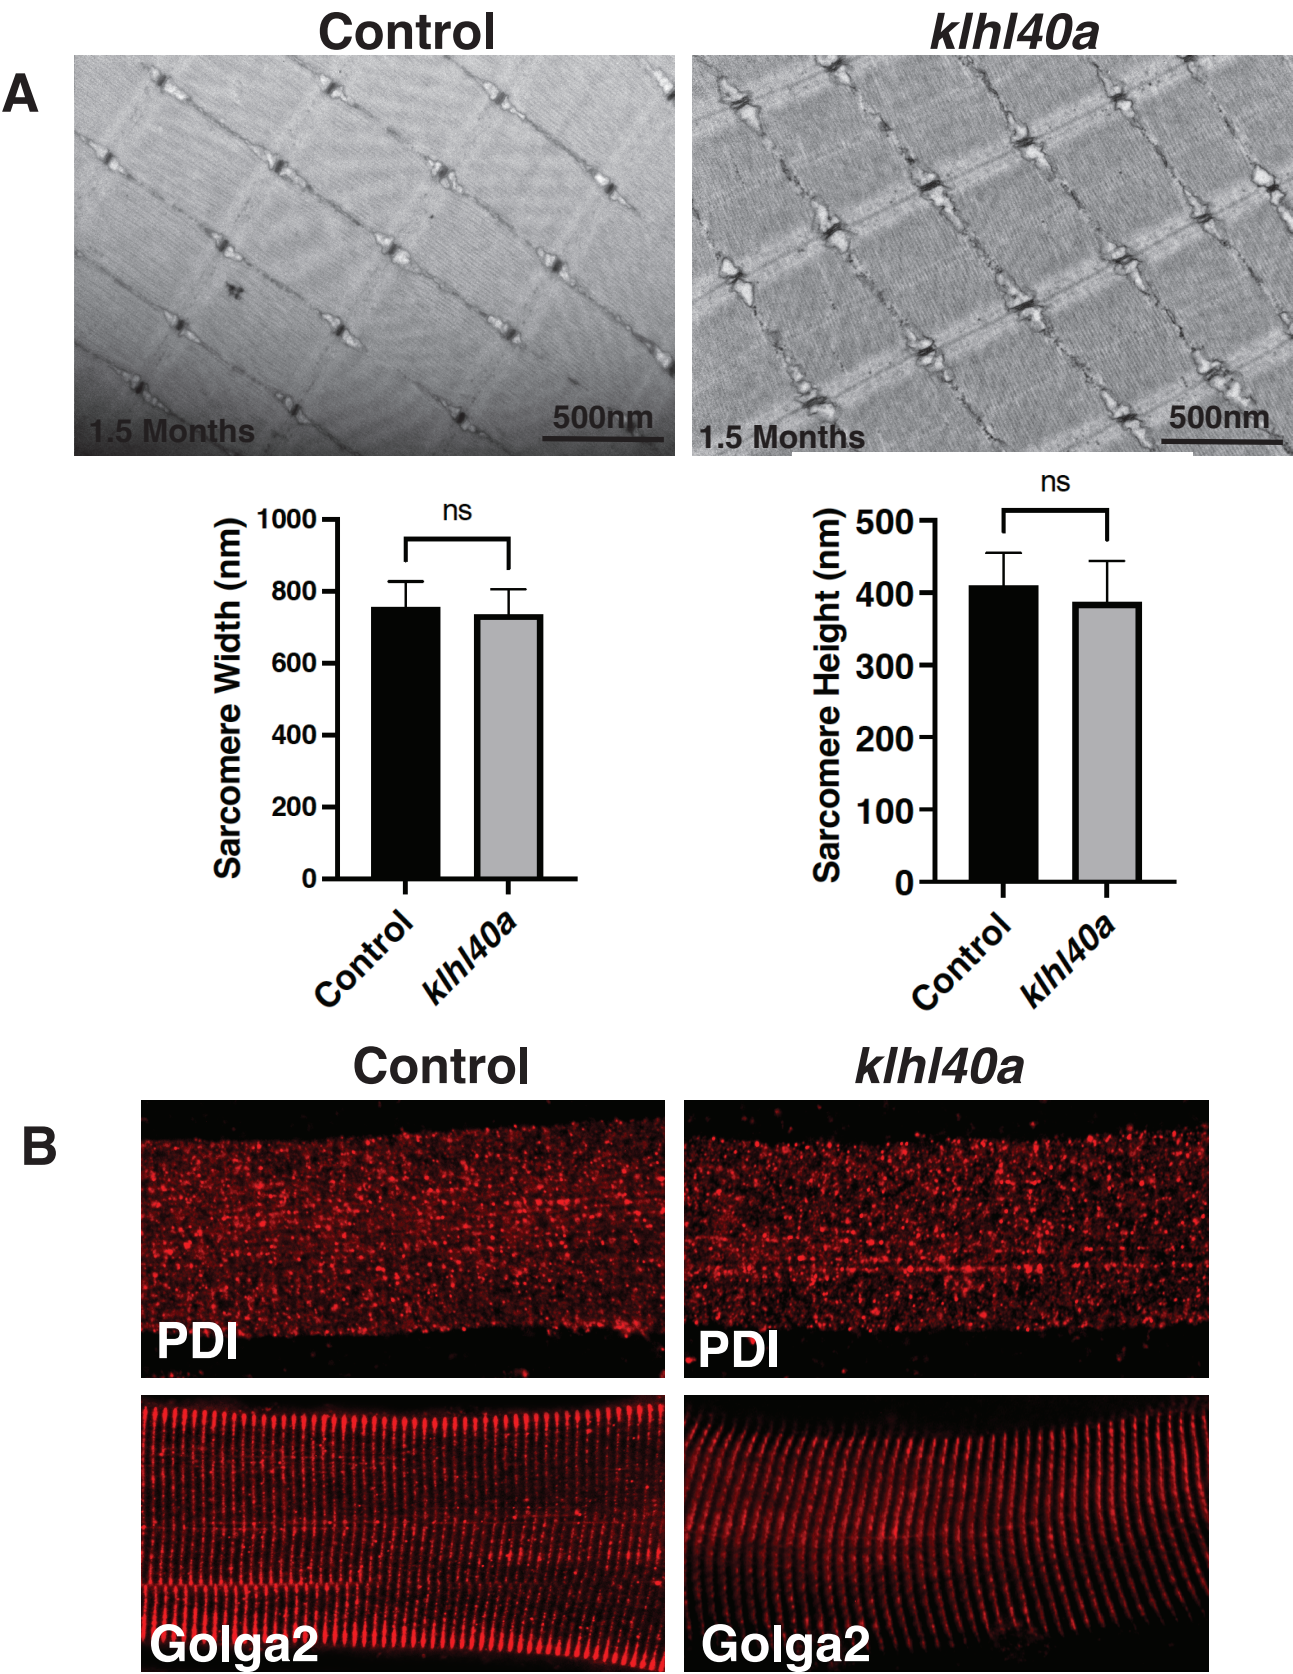 Control
klhl40a
A
1.5 Months
500nm
1.5 Months
500nm
Sarcomere Width (nm)
1000
800
600
400
200
0
ns
Control
klhl40a
Sarcomere Height (nm)
500
400
300
200
100
0
ns
Control
klhl40a
Control
klhl40a
B
PDI
PDI
Golga2
Golga2